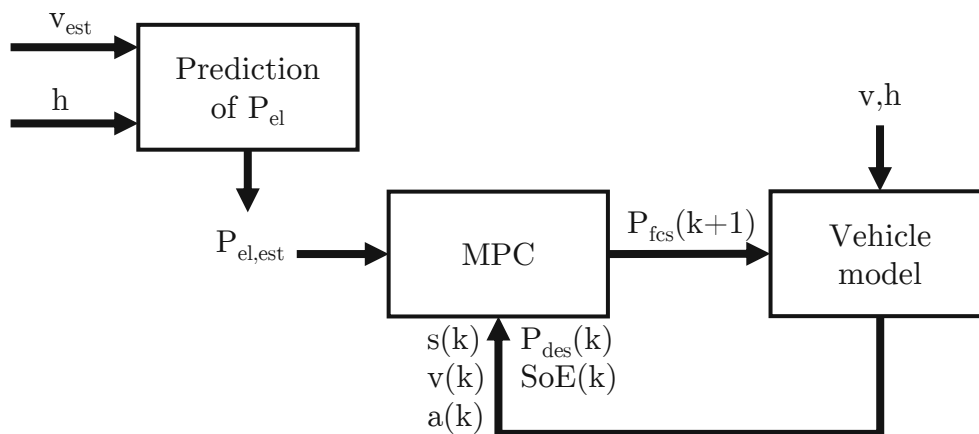 v_est
h
Prediction
of P_el
P_el,est
MPC
P_fcs(k+1)
v,h
Vehicle
model
s(k)
v(k)
a(k)
P_des(k)
SoE(k)